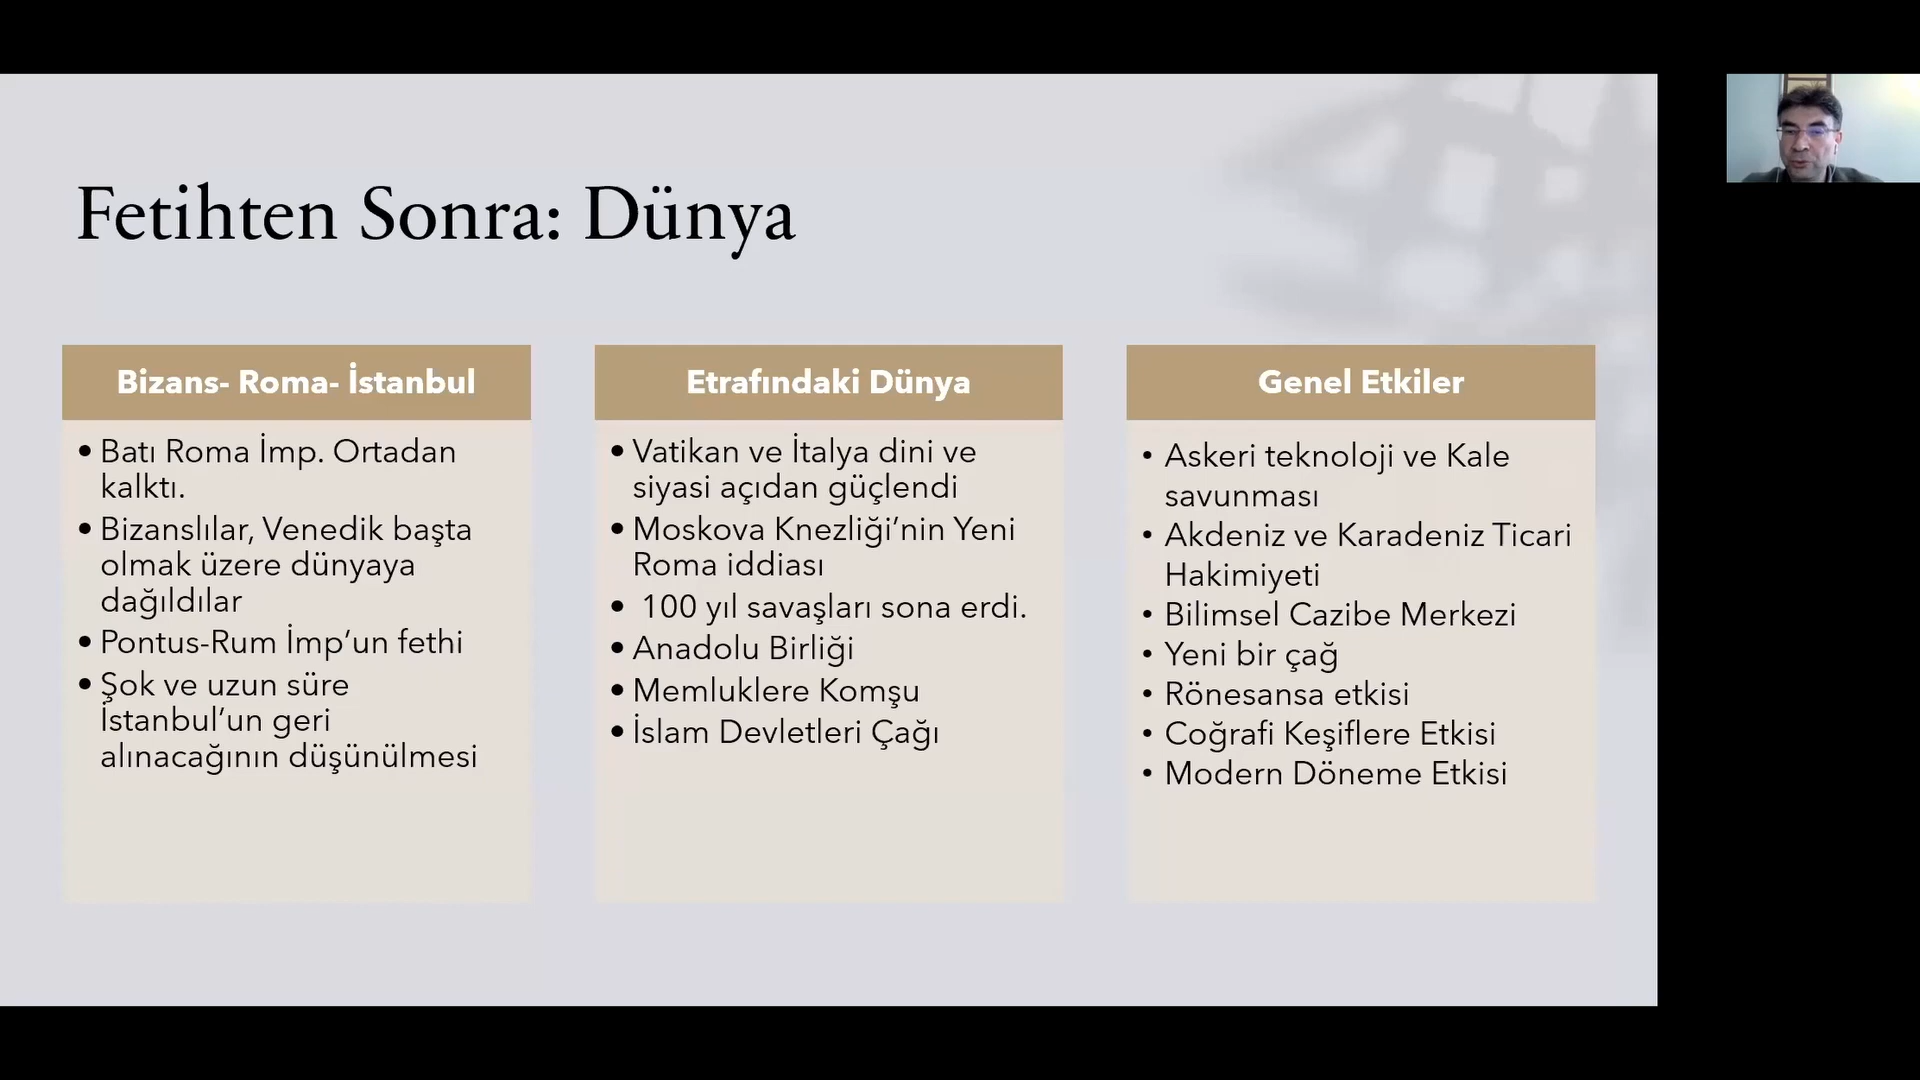 Fetihten Sonra: Dünya
Bizans- Roma- İstanbul
• Batı Roma İmp. Ortadan
kalktı.
• Bizanslılar, Venedik başta
olmak üzere dünyaya
dağıldılar
• Pontus-Rum İmp’un fethi
• Şok ve uzun süre
İstanbul’un geri
alınacağının düşünülmesi
Etrafındaki Dünya
• Vatikan ve İtalya dini ve
siyasi açıdan güçlendi
• Moskova Knezliği’nin Yeni
Roma iddiası
• 100 yıl savaşları sona erdi.
• Anadolu Birliği
• Memluklere Komşu
• İslam Devletleri Çağı
Genel Etkiler
• Askeri teknoloji ve Kale
savunması
• Akdeniz ve Karadeniz Ticari
Hakimiyeti
• Bilimsel Cazibe Merkezi
• Yeni bir çağ
• Rönesansa etkisi
• Coğrafi Keşiflere Etkisi
• Modern Döneme Etkisi